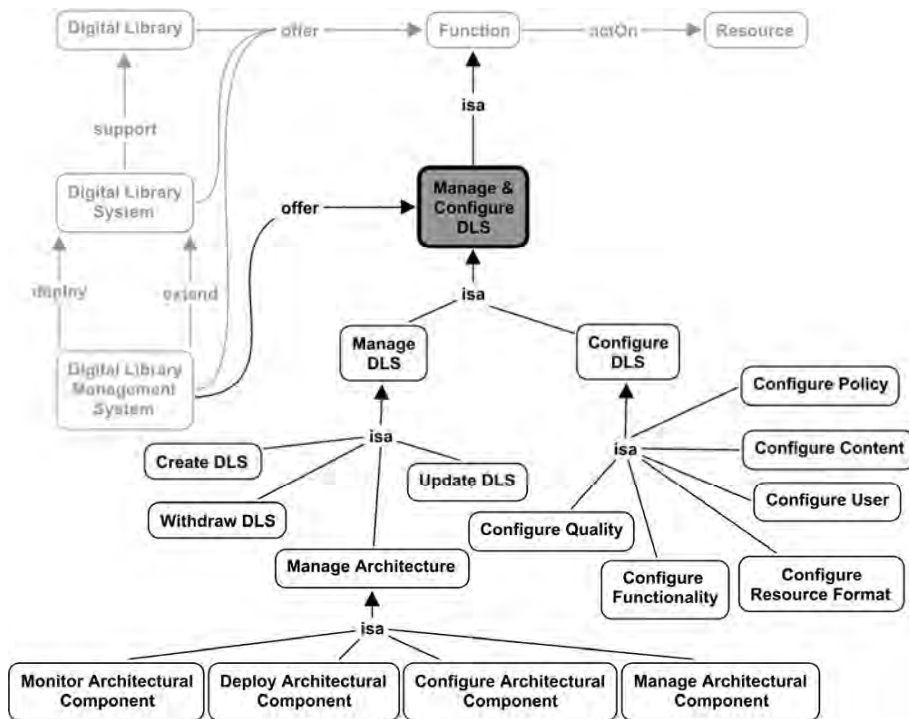 Digital Library
offer
Function
actOn
Resource
isa
support
Digital Library
System
offer
Manage &
Configure
DLS
deploy
extend
isa
Manage
DLS
Configure
DLS
Digital Library
Management
System
Configure Policy
isa
isa
Configure Content
Create DLS
Update DLS
Configure User
Withdraw DLS
Configure Quality
Manage Architecture
Configure
Functionality
Configure
Resource Format
isa
Monitor Architectural
Component
Deploy Architectural
Component
Configure Architectural
Component
Manage Architectural
Component